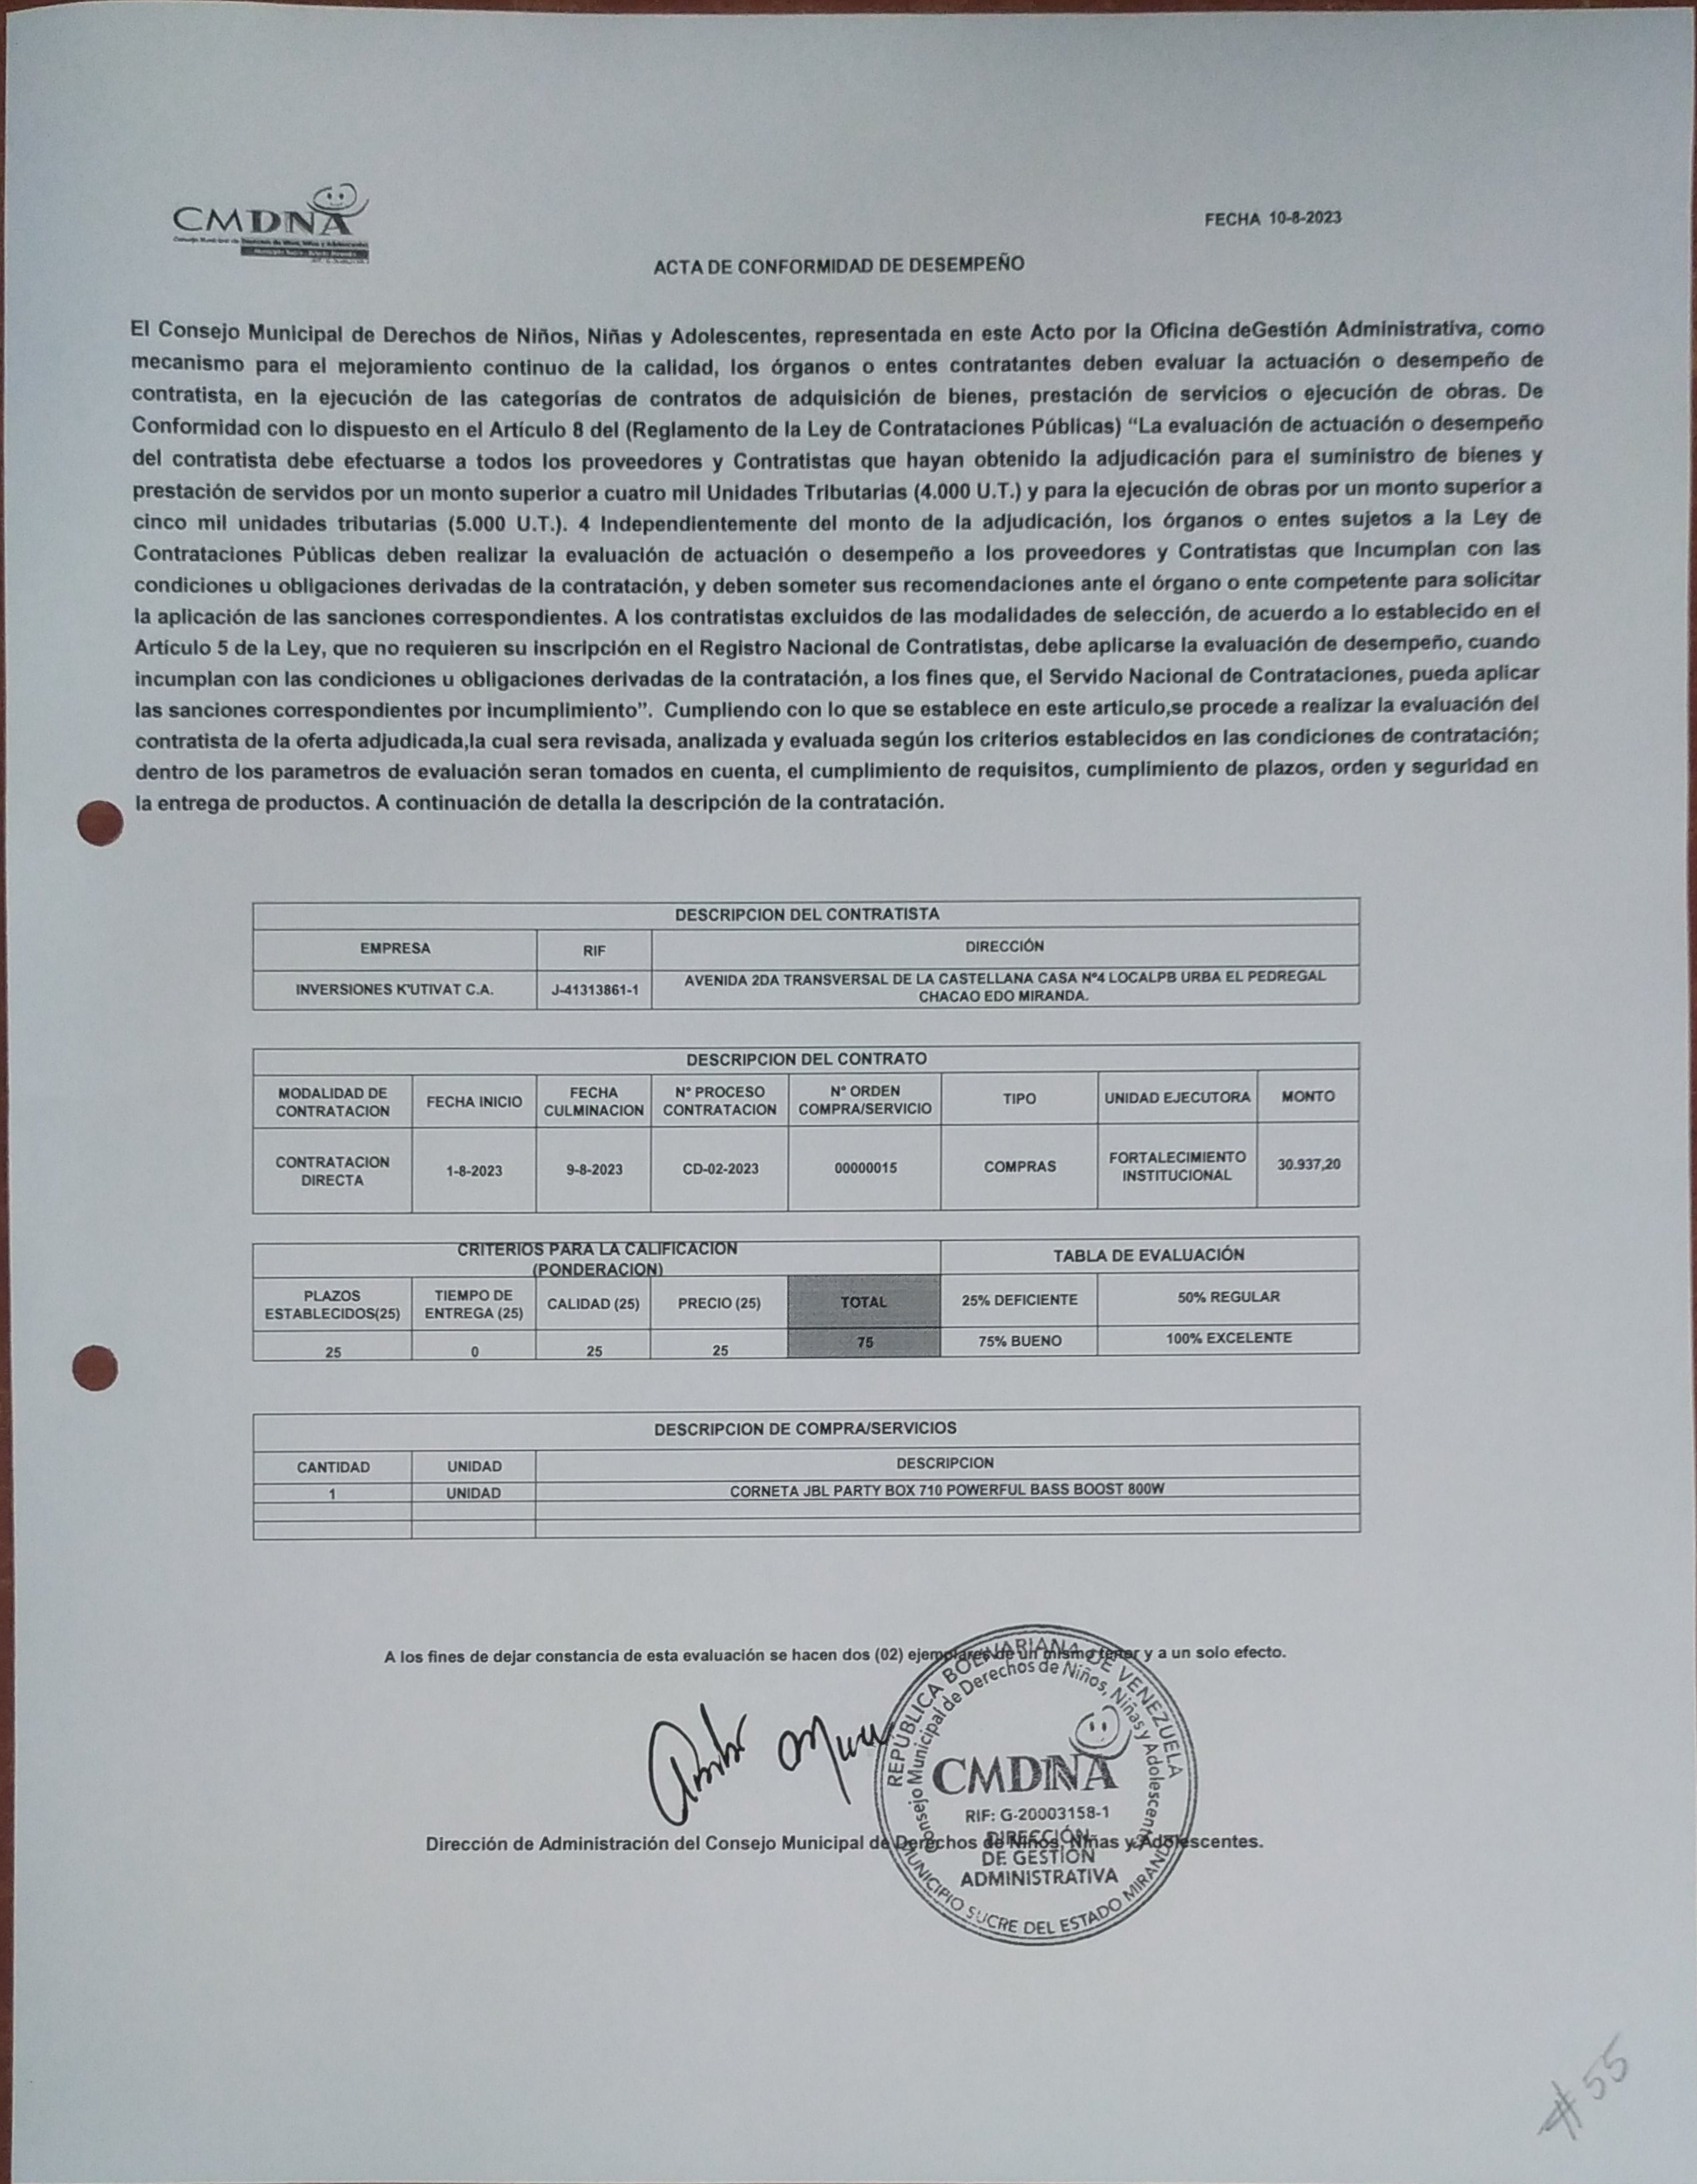 CMDNA
FECHA 10-8-2023
ACTA DE CONFORMIDAD DE DESEMPEÑO
El Consejo Municipal de Derechos de Niños, Niñas y Adolescentes, representada en este Acto por la Oficina deGestión Administrativa, como
mecanismo para el mejoramiento continuo de la calidad, los órganos o entes contratantes deben evaluar la actuación o desempeño de
contratista, en la ejecución de las categorías de contratos de adquisición de bienes, prestación de servicios o ejecución de obras. De
Conformidad con lo dispuesto en el Artículo 8 del (Reglamento de la Ley de Contrataciones Públicas) “La evaluación de actuación o desempeño
del contratista debe efectuarse a todos los proveedores y Contratistas que hayan obtenido la adjudicación para el suministro de bienes y
prestación de servidos por un monto superior a cuatro mil Unidades Tributarias (4.000 U.T.) y para la ejecución de obras por un monto superior a
cinco mil unidades tributarias (5.000 U.T.). 4 Independientemente del monto de la adjudicación, los órganos o entes sujetos a la Ley de
Contrataciones Públicas deben realizar la evaluación de actuación o desempeño a los proveedores y Contratistas que Incumplan con las
condiciones u obligaciones derivadas de la contratación, y deben someter sus recomendaciones ante el órgano o ente competente para solicitar
la aplicación de las sanciones correspondientes. A los contratistas excluidos de las modalidades de selección, de acuerdo a lo establecido en el
Artículo 5 de la Ley, que no requieren su inscripción en el Registro Nacional de Contratistas, debe aplicarse la evaluación de desempeño, cuando
incumplan con las condiciones u obligaciones derivadas de la contratación, a los fines que, el Servido Nacional de Contrataciones, pueda aplicar
las sanciones correspondientes por incumplimiento”. Cumpliendo con lo que se establece en este articulo,se procede a realizar la evaluación del
contratista de la oferta adjudicada,la cual sera revisada, analizada y evaluada según los criterios establecidos en las condiciones de contratación;
dentro de los parametros de evaluación seran tomados en cuenta, el cumplimiento de requisitos, cumplimiento de plazos, orden y seguridad en
la entrega de productos. A continuación de detalla la descripción de la contratación.
DESCRIPCION DEL CONTRATISTA
EMPRESA RIF DIRECCIÓN
INVERSIONES K'UTIVAT C.A. J-41313861-1 AVENIDA 2DA TRANSVERSAL DE LA CASTELLANA CASA Nº4 LOCALPB URBA EL PEDREGAL
CHACAO EDO MIRANDA.
DESCRIPCION DEL CONTRATO
MODALIDAD DE CONTRATACION FECHA INICIO FECHA CULMINACION Nº PROCESO CONTRATACION Nº ORDEN COMPRA/SERVICIO TIPO UNIDAD EJECUTORA MONTO
CONTRATACION DIRECTA 1-8-2023 9-8-2023 CD-02-2023 00000015 COMPRAS FORTALECIMIENTO INSTITUCIONAL 30.937,20
CRITERIOS PARA LA CALIFICACION
(PONDERACION)
TABLA DE EVALUACIÓN
PLAZOS ESTABLECIDOS(25) TIEMPO DE ENTREGA (25) CALIDAD (25) PRECIO (25) TOTAL 25% DEFICIENTE 50% REGULAR
25 0 25 25 75 75% BUENO 100% EXCELENTE
DESCRIPCION DE COMPRA/SERVICIOS
CANTIDAD UNIDAD DESCRIPCION
1 UNIDAD CORNETA JBL PARTY BOX 710 POWERFUL BASS BOOST 800W
A los fines de dejar constancia de esta evaluación se hacen dos (02) ejemplares de un mismo tenor y a un solo efecto.
REPÚBLICA BOLIVARIANA DE VENEZUELA
Consejo Municipal de Derechos de Niños, Niñas y Adolescentes
CMDNA
RIF: G-20003158-1
DIRECCIÓN
DE GESTIÓN
ADMINISTRATIVA
MUNICIPIO SUCRE DEL ESTADO MIRANDA
Dirección de Administración del Consejo Municipal de Derechos de Niños, Niñas y Adolescentes.
#55